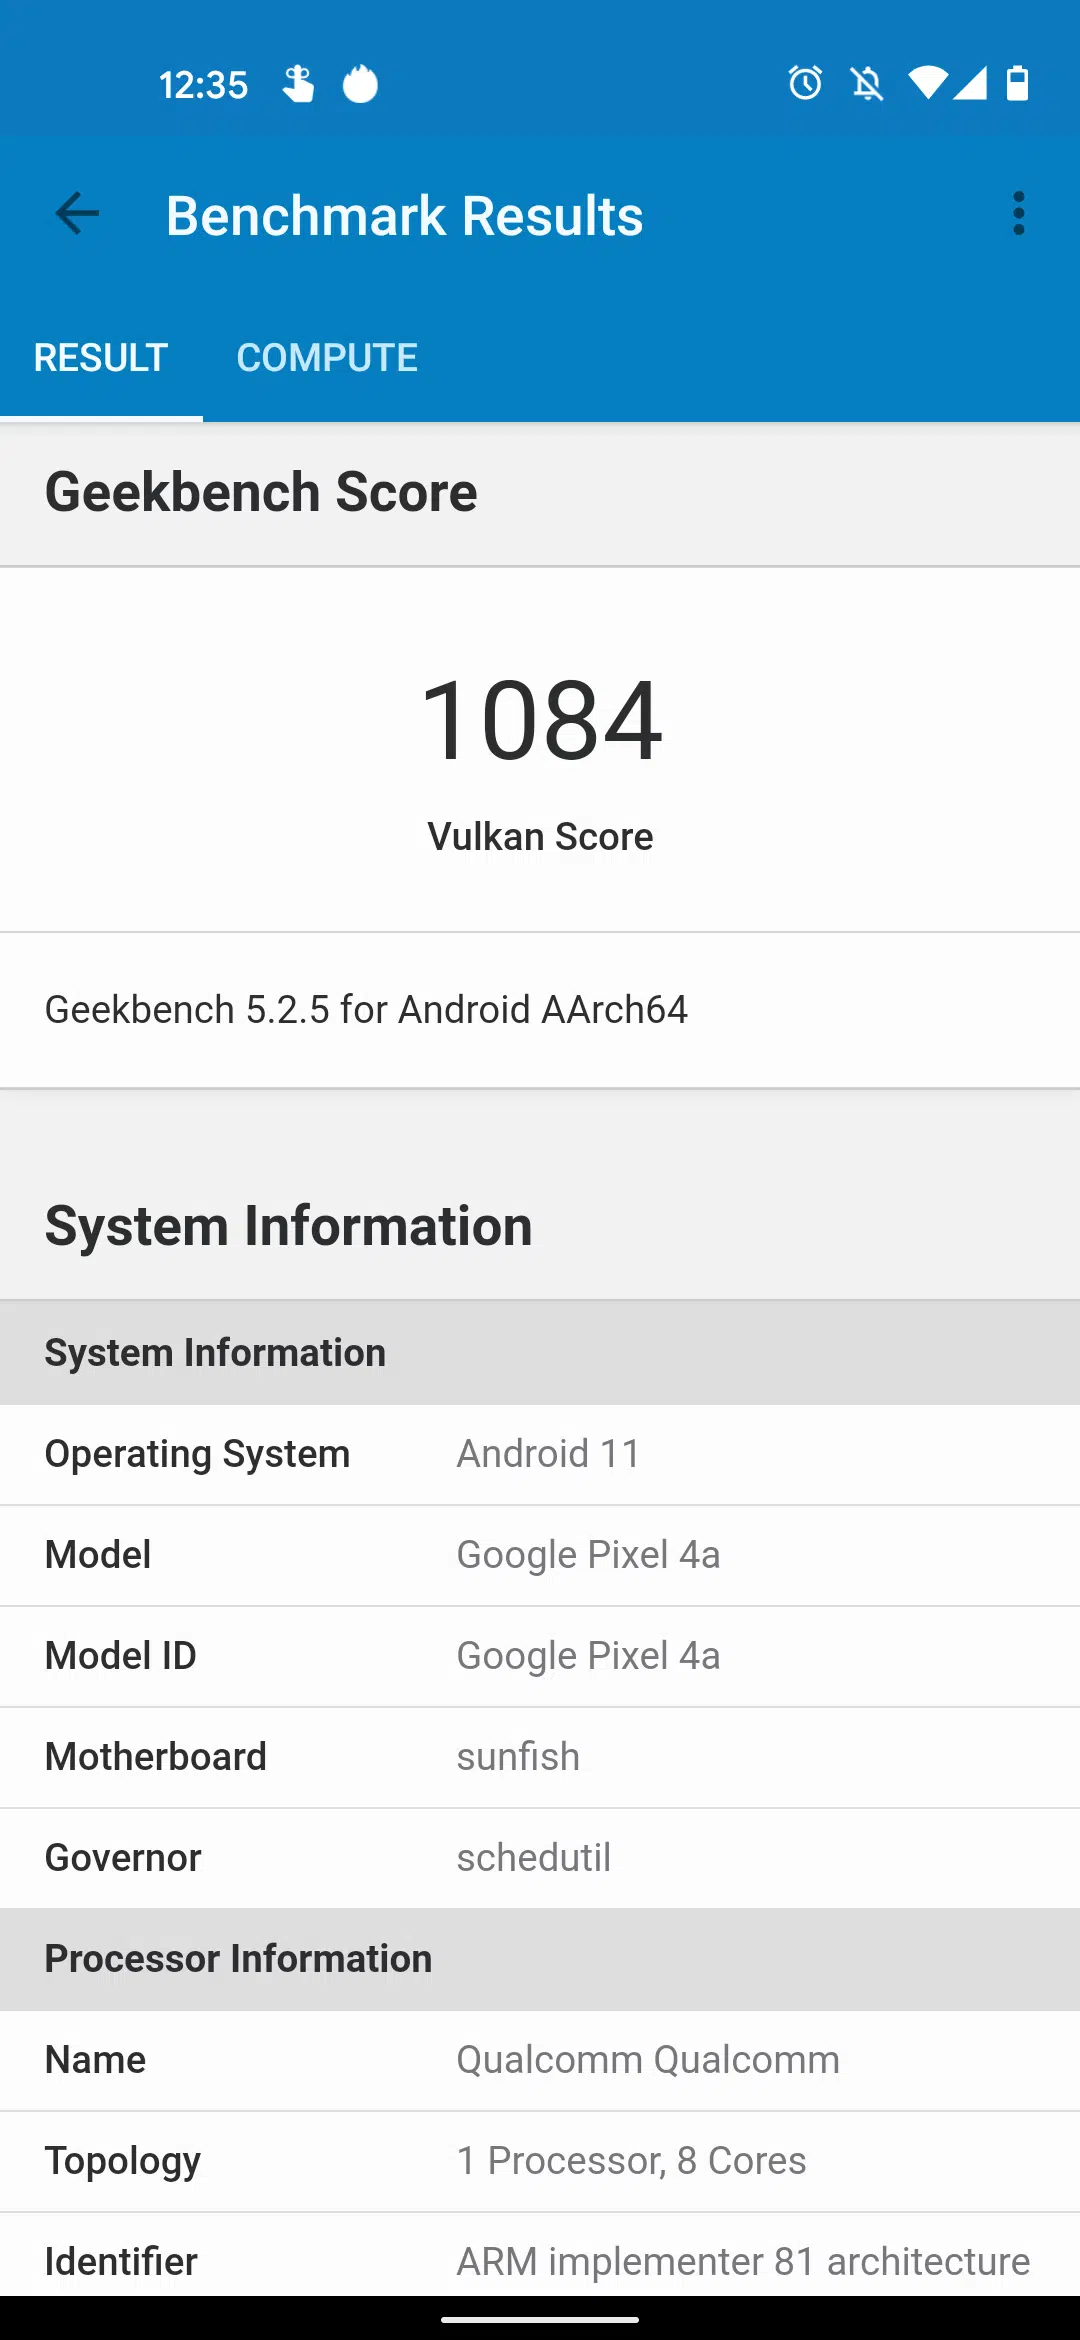 12:35
Benchmark Results
RESULT COMPUTE
Geekbench Score
1084
Vulkan Score
Geekbench 5.2.5 for Android AArch64
System Information
System Information
Operating System Android 11
Model Google Pixel 4a
Model ID Google Pixel 4a
Motherboard sunfish
Governor schedutil
Processor Information
Name Qualcomm Qualcomm
Topology 1 Processor, 8 Cores
Identifier ARM implementer 81 architecture